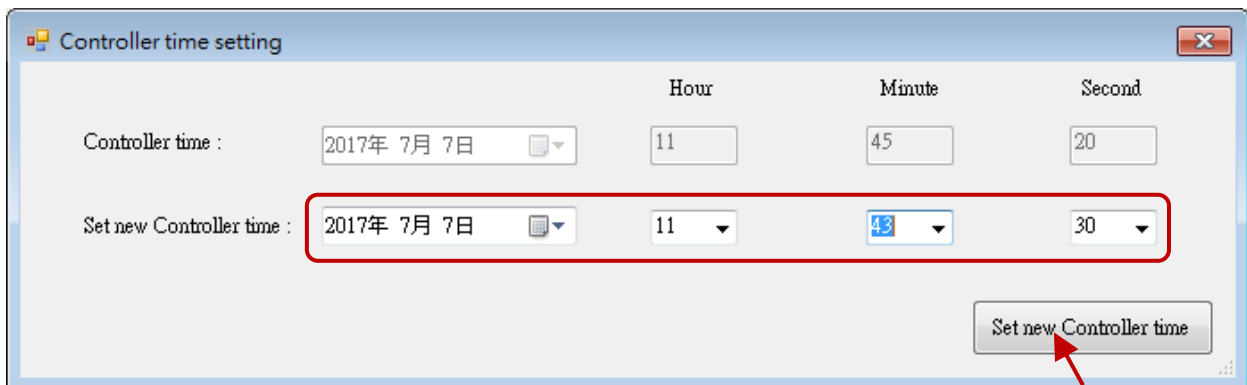 Controller time setting
Hour Minute Second
Controller time : 2017年 7月 7日 11 45 20
Set new Controller time : 2017年 7月 7日 11 43 30
Set new Controller time